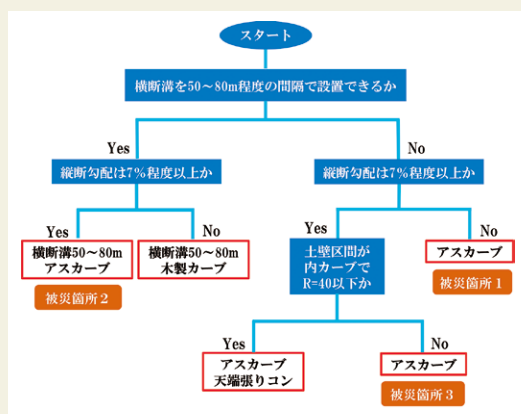 スタート
横断溝を50～80m程度の間隔で設置できるか
Yes
No
縦断勾配は7%程度以上か
縦断勾配は7%程度以上か
Yes
No
Yes
No
横断溝50～80m
アスカーブ
横断溝50～80m
木製カーブ
土壁区間が
内カーブで
R=40以下か
アスカーブ
被災箇所2
被災箇所1
Yes
No
アスカーブ
天端張りコン
アスカーブ
被災箇所3